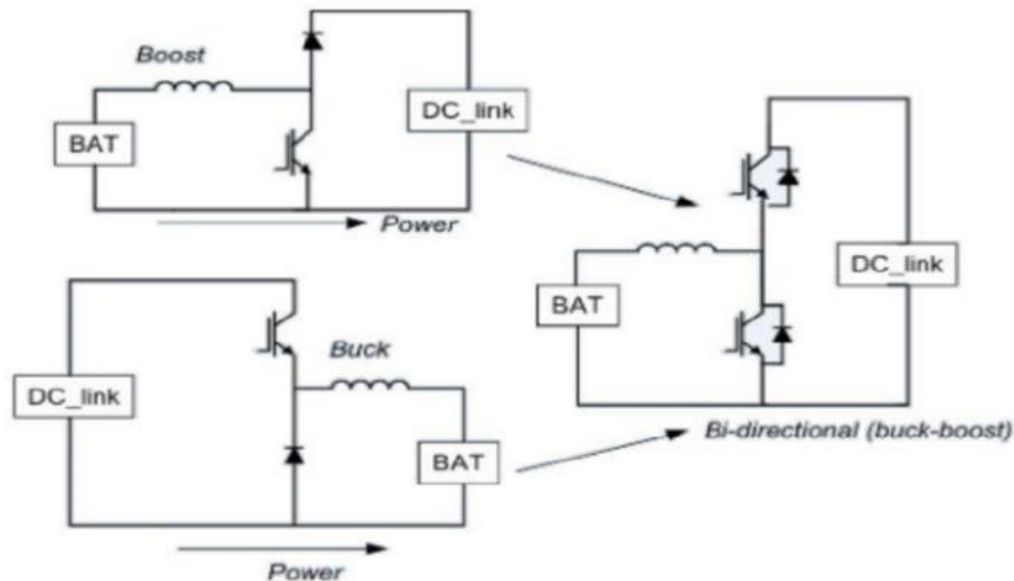 Boost
BAT
DC_link
Power
DC_link
Buck
BAT
Power
DC_link
BAT
Bi-directional (buck-boost)